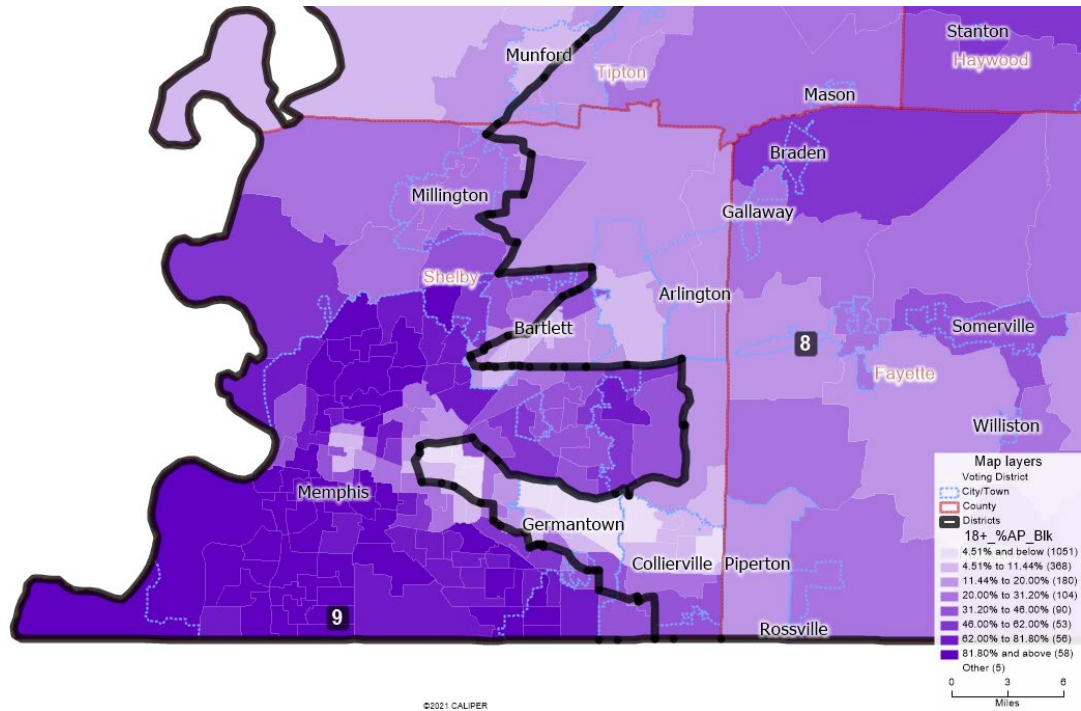 Munford
Tipton
Stanton
Haywood
Mason
Braden
Millington
Gallaway
Shelby
Arlington
Bartlett
Somerville
8
Fayette
Williston
Memphis
Germantown
Collierville
Piperton
9
Rossville
Map layers
Voting District
City/Town
County
Districts
18+_%AP_Blk
4.51% and below (1051)
4.51% to 11.44% (368)
11.44% to 20.00% (180)
20.00% to 31.20% (104)
31.20% to 46.00% (90)
46.00% to 62.00% (53)
62.00% to 81.80% (56)
81.80% and above (58)
Other (5)
0 3 6
Miles
©2021 CALIPER